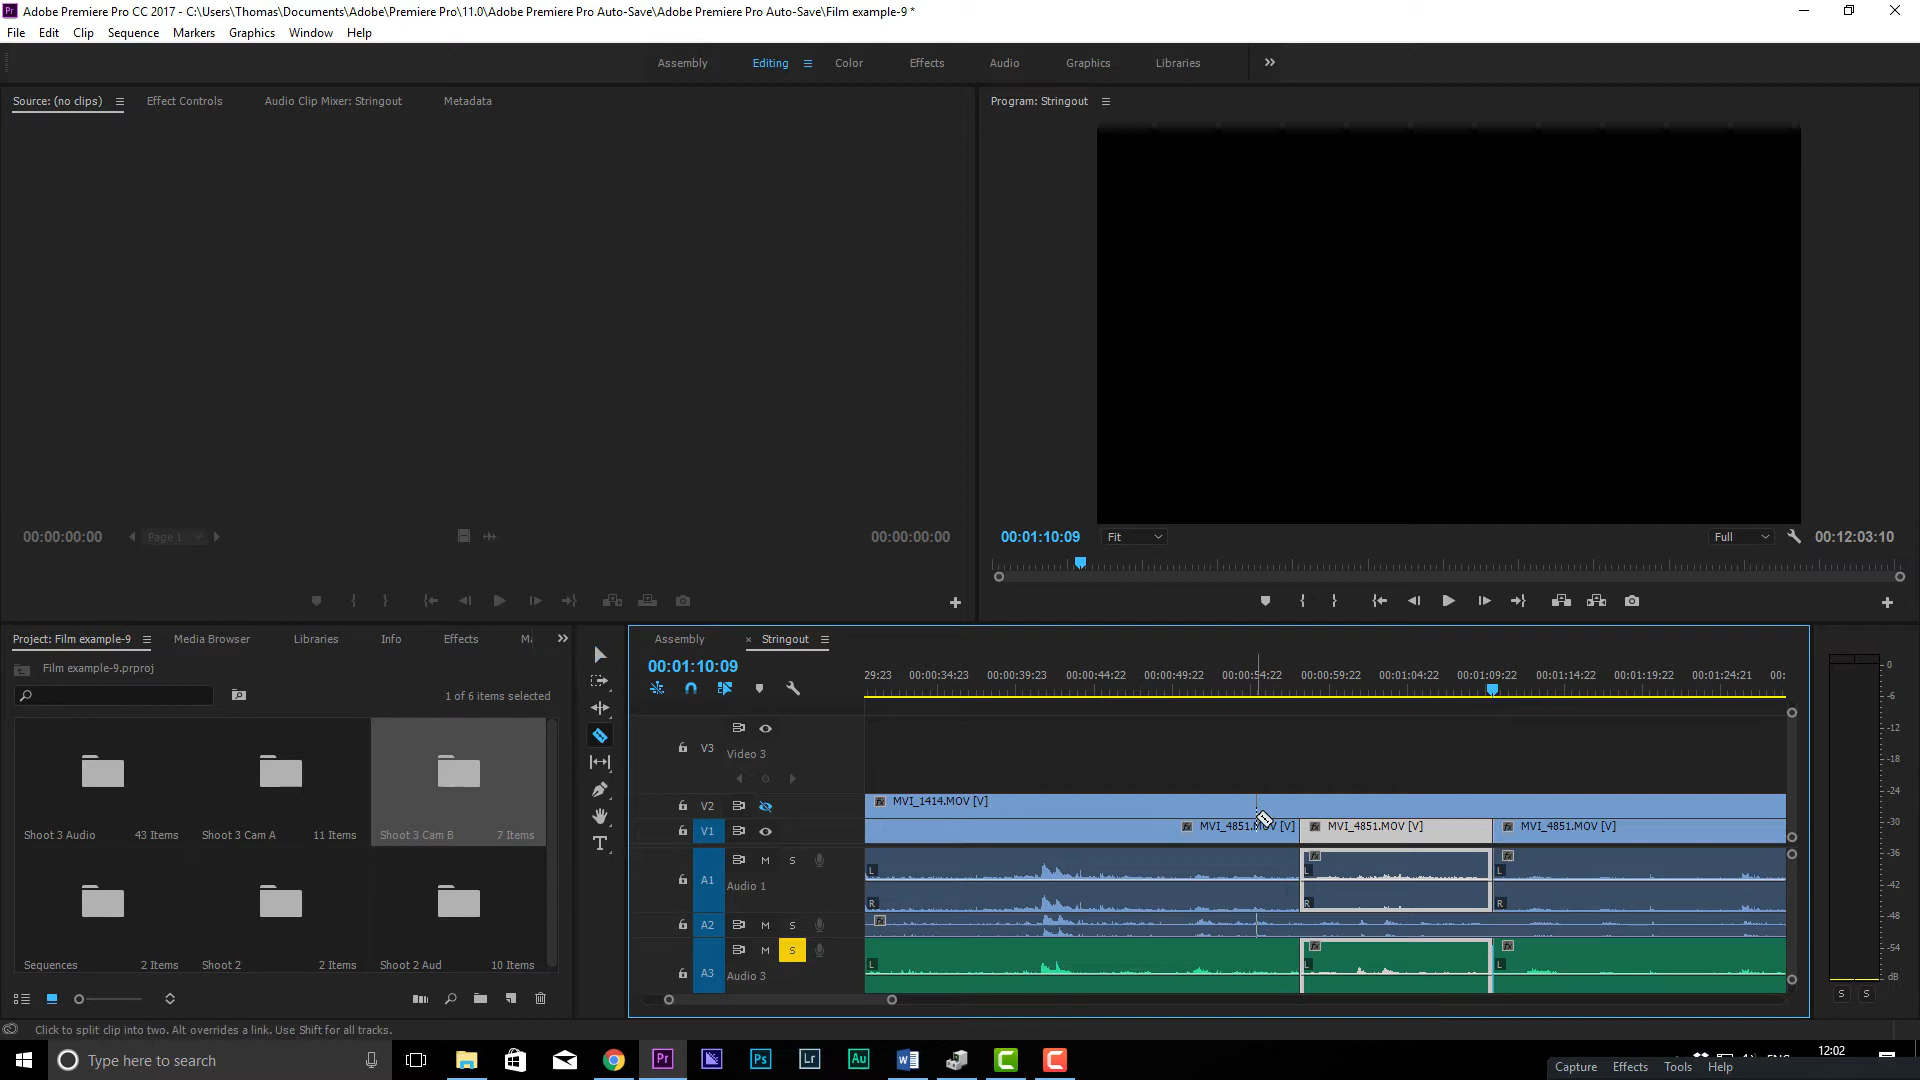 Adobe Premiere Pro CC 2017 - C:\Users\Thomas\Documents\Adobe\Premiere Pro\11.0\Adobe Premiere Pro Auto-Save\Adobe Premiere Pro Auto-Save\Film example-9 *
File Edit Clip Sequence Markers Graphics Window Help
Assembly Editing Color Effects Audio Graphics Libraries
Source: (no clips) Effect Controls Audio Clip Mixer: Stringout Metadata
Program: Stringout
00:00:00:00 Page 1 00:00:00:00
00:01:10:09 Fit Full 00:12:03:10
Project: Film example-9 Media Browser Libraries Info Effects
Film example-9.prproj
1 of 6 items selected
Shoot 3 Audio 43 Items Shoot 3 Cam A 11 Items Shoot 3 Cam B 7 Items
Sequences 2 Items Shoot 2 2 Items Shoot 2 Aud 10 Items
Assembly × Stringout
00:01:10:09
29:23 00:00:34:23 00:00:39:23 00:00:44:22 00:00:49:22 00:00:54:22 00:00:59:22 00:01:04:22 00:01:09:22 00:01:14:22 00:01:19:22 00:01:24:21 00:
V3 Video 3
V2 MVI_1414.MOV [V]
V1 MVI_4851.MOV [V] MVI_4851.MOV [V] MVI_4851.MOV [V]
A1 M S L L L
Audio 1
R R R
A2 M S
M S
A3 Audio 3 L L L
0
-6
-12
-18
-24
-30
-36
-42
-48
-54
dB
S S
Click to split clip into two. Alt overrides a link. Use Shift for all tracks.
Type here to search
Pr Ps Lr Au
12:02
Capture Effects Tools Help